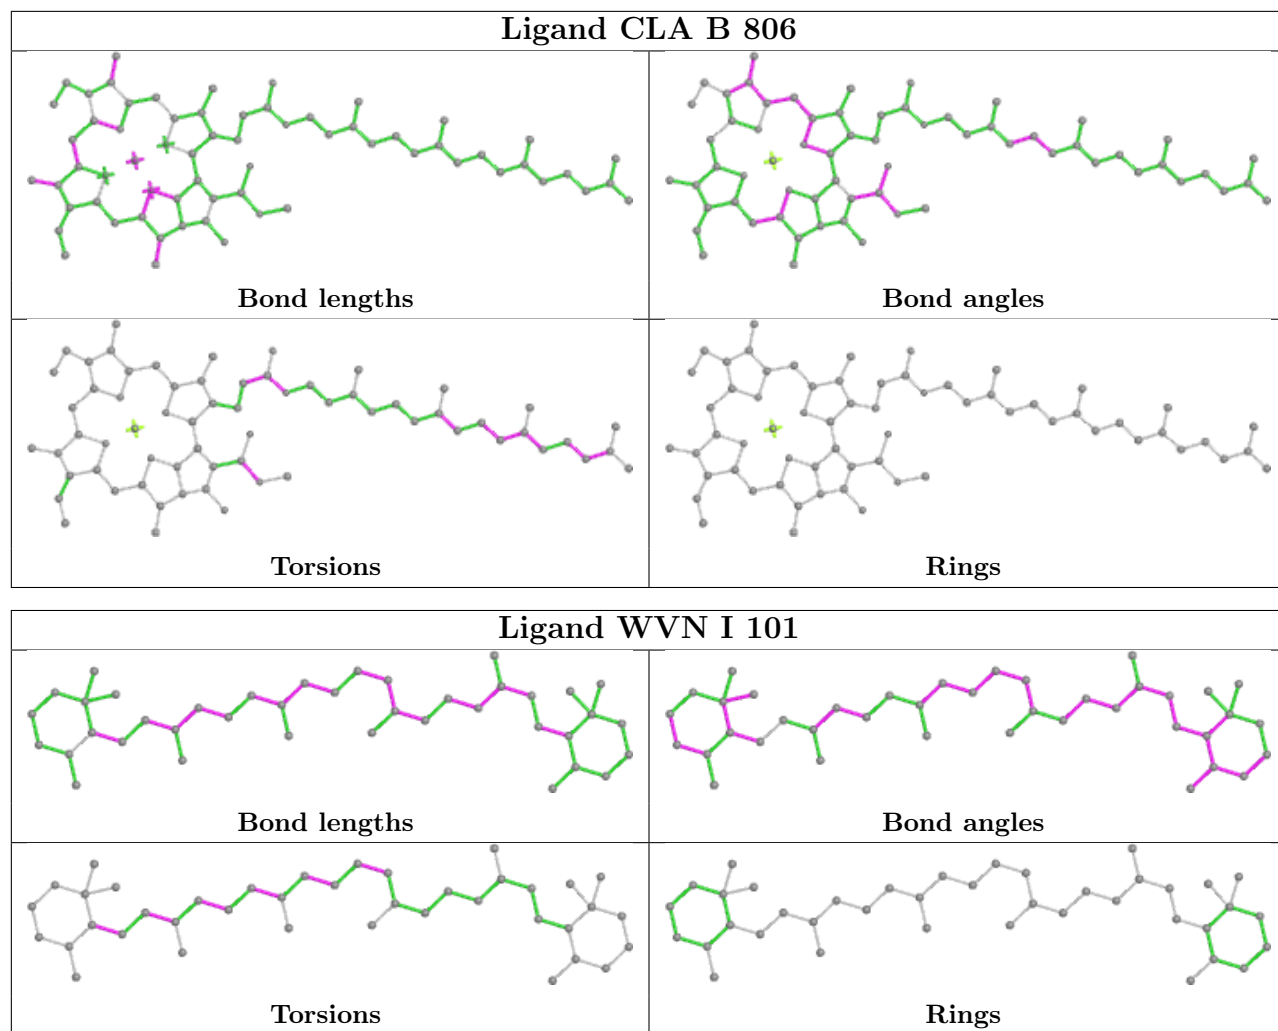 Ligand CLA B 806
Bond lengths
Bond angles
Torsions
Rings
Ligand WVN I 101
Bond lengths
Bond angles
Torsions
Rings